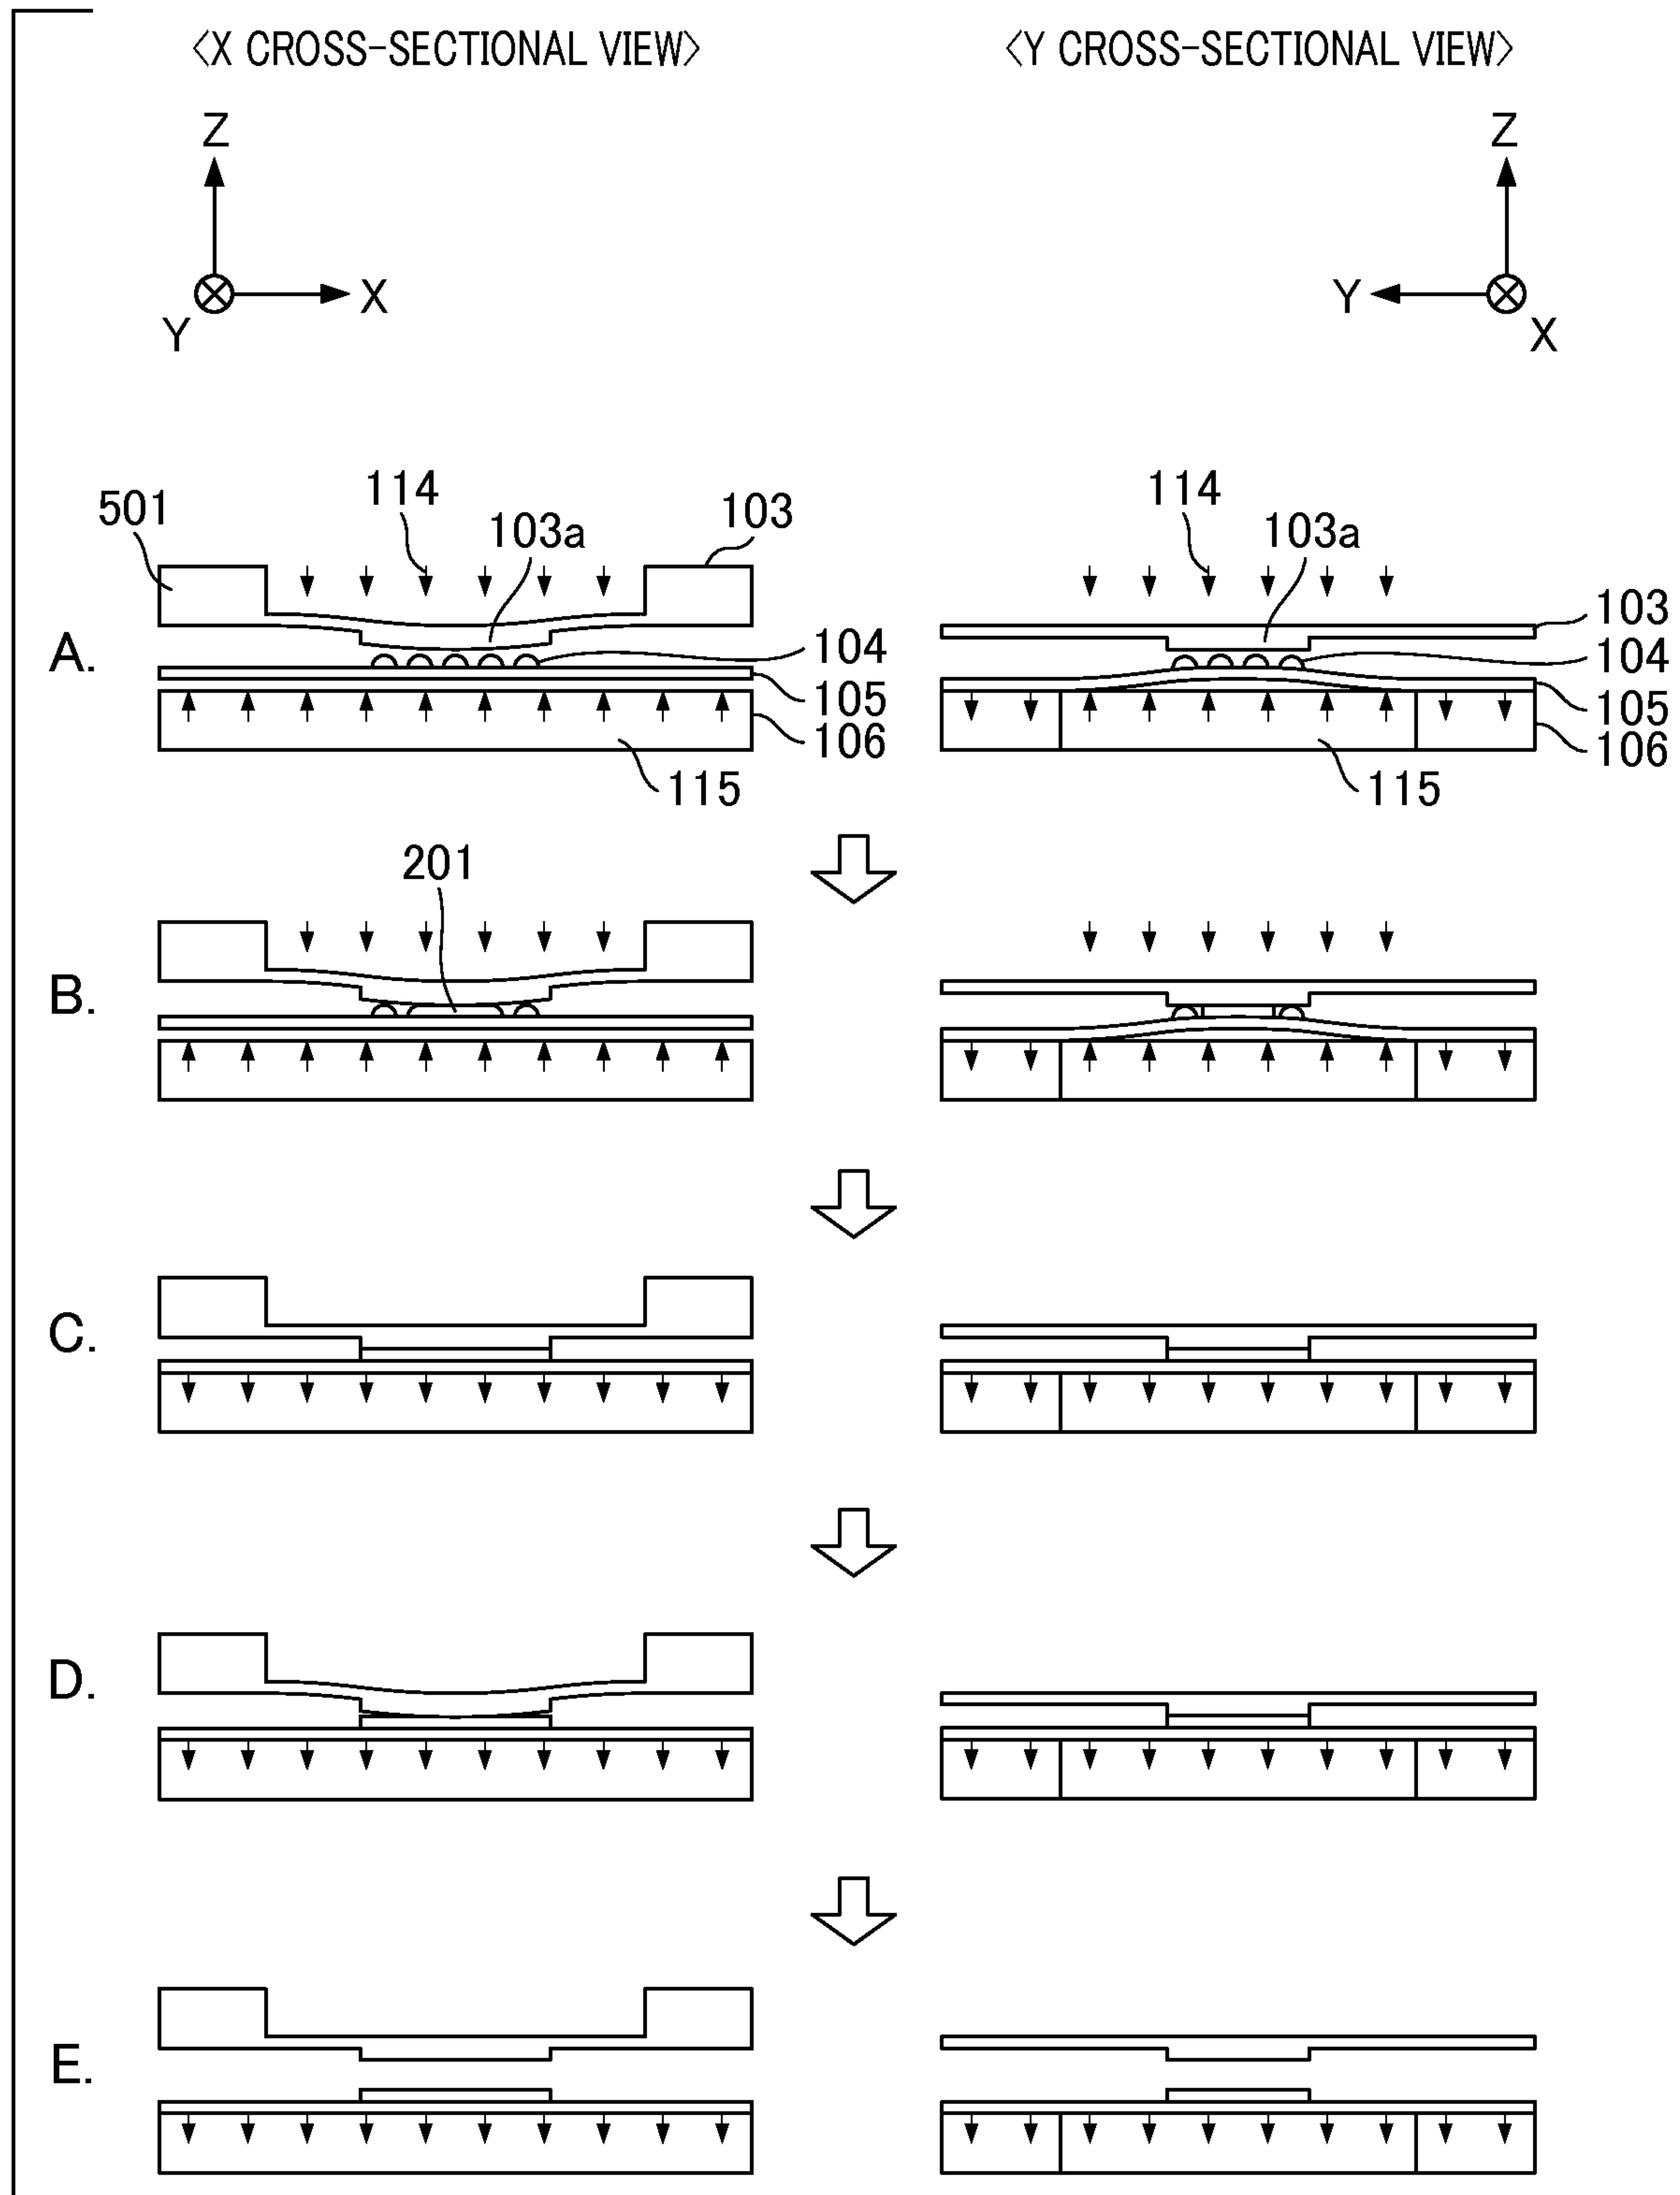 〈X CROSS-SECTIONAL VIEW〉
〈Y CROSS-SECTIONAL VIEW〉
Z
X
Y
Z
Y
X
A.
501
114
103a
103
104
105
106
115
114
103a
103
104
105
106
115
B.
201
C.
D.
E.